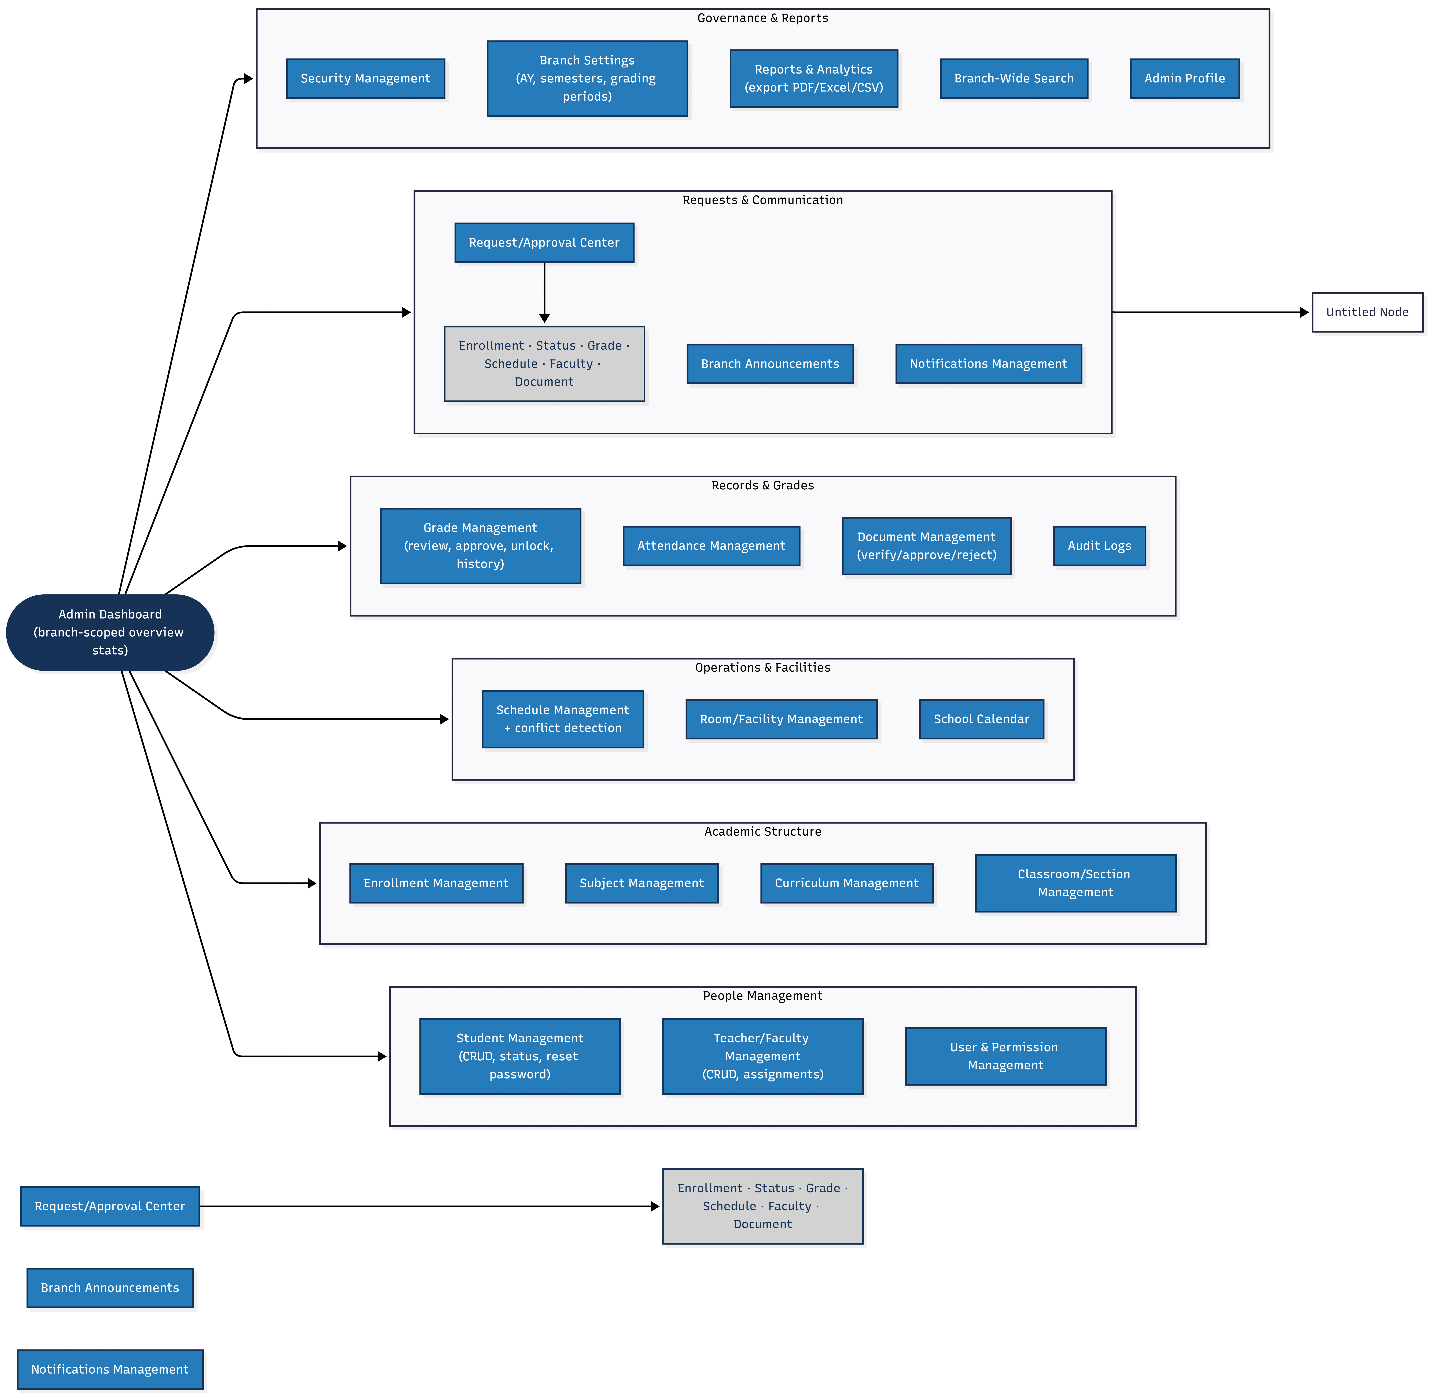 Governance & Reports
Security Management
Branch Settings
(AY, semesters, grading
periods)
Reports & Analytics
(export PDF/Excel/CSV)
Branch-Wide Search
Admin Profile
Requests & Communication
Request/Approval Center
Enrollment · Status · Grade ·
Schedule · Faculty ·
Document
Branch Announcements
Notifications Management
Untitled Node
Records & Grades
Grade Management
(review, approve, unlock,
history)
Attendance Management
Document Management
(verify/approve/reject)
Audit Logs
Admin Dashboard
(branch-scoped overview
stats)
Operations & Facilities
Schedule Management
+ conflict detection
Room/Facility Management
School Calendar
Academic Structure
Enrollment Management
Subject Management
Curriculum Management
Classroom/Section
Management
People Management
Student Management
(CRUD, status, reset
password)
Teacher/Faculty
Management
(CRUD, assignments)
User & Permission
Management
Request/Approval Center
Enrollment · Status · Grade ·
Schedule · Faculty ·
Document
Branch Announcements
Notifications Management